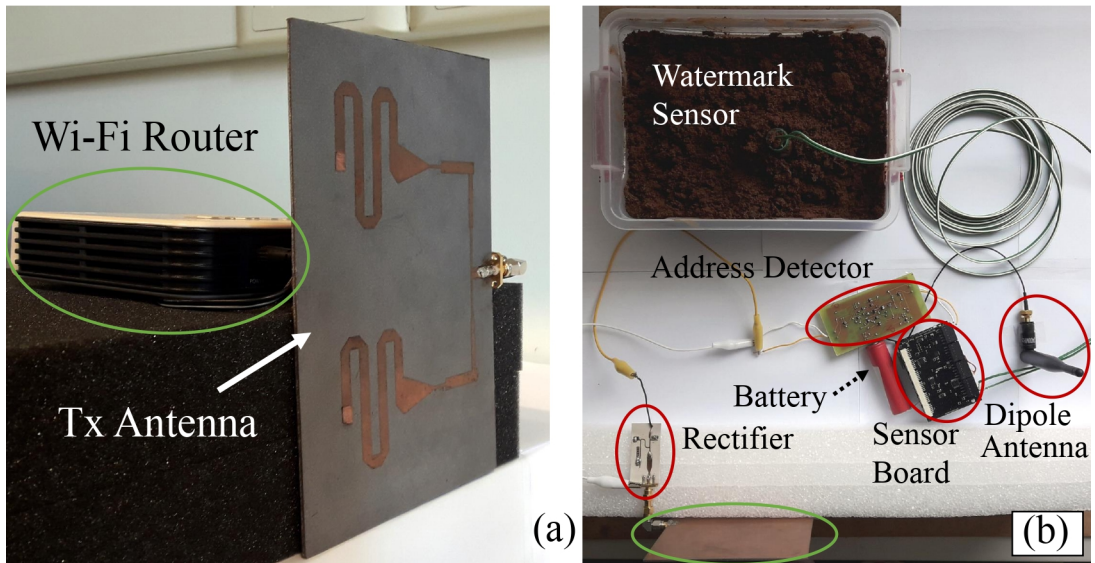 Wi-Fi Router
Tx Antenna
(a)
Watermark
Sensor
Address Detector
Battery
Rectifier
Sensor
Board
Dipole
Antenna
(b)